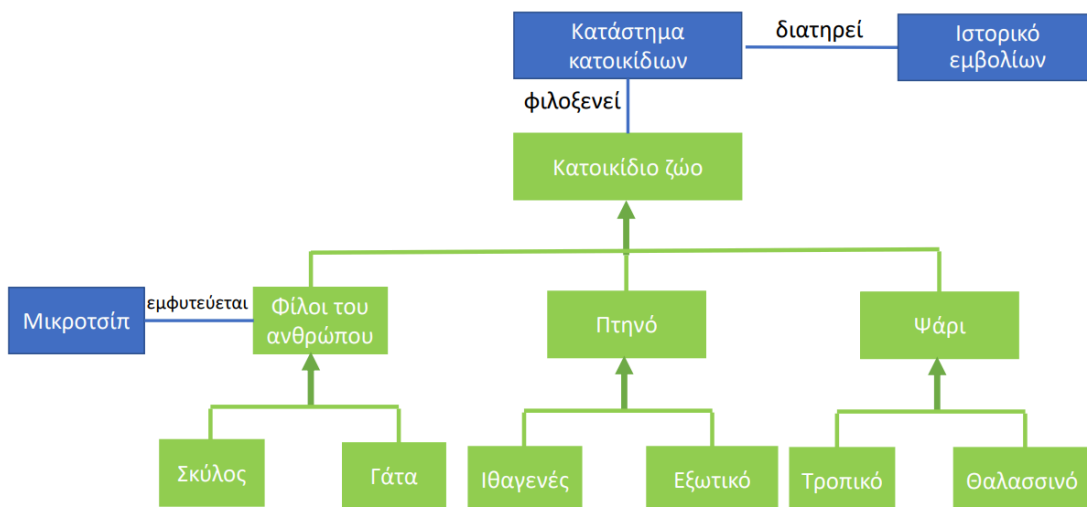 Κατάστημα
κατοικίδιων
διατηρεί
Ιστορικό
εμβολίων
φιλοξενεί
Κατοικίδιο ζώο
Μικροτσίπ
εμφυτεύεται
Φίλοι του
ανθρώπου
Πτηνό
Ψάρι
Σκύλος
Γάτα
Ιθαγενές
Εξωτικό
Τροπικό
Θαλασσινό